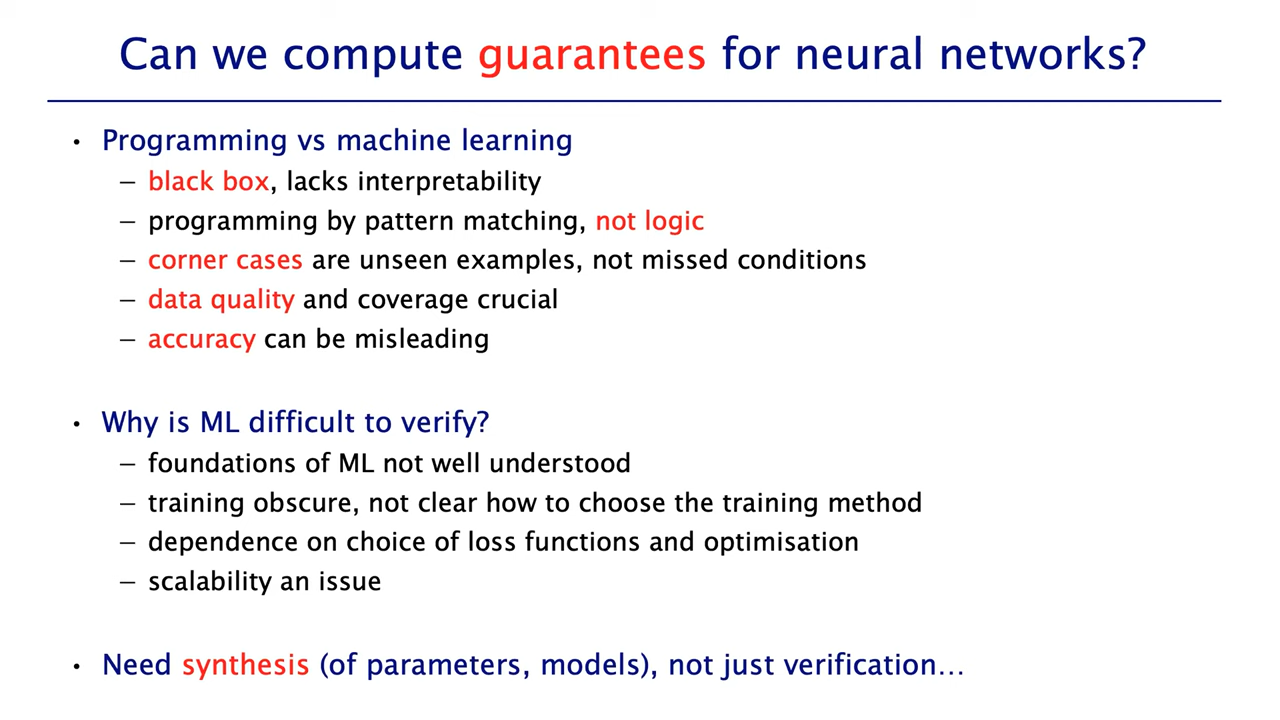 Can we compute guarantees for neural networks?
• Programming vs machine learning
– black box, lacks interpretability
– programming by pattern matching, not logic
– corner cases are unseen examples, not missed conditions
– data quality and coverage crucial
– accuracy can be misleading
• Why is ML difficult to verify?
– foundations of ML not well understood
– training obscure, not clear how to choose the training method
– dependence on choice of loss functions and optimisation
– scalability an issue
• Need synthesis (of parameters, models), not just verification…